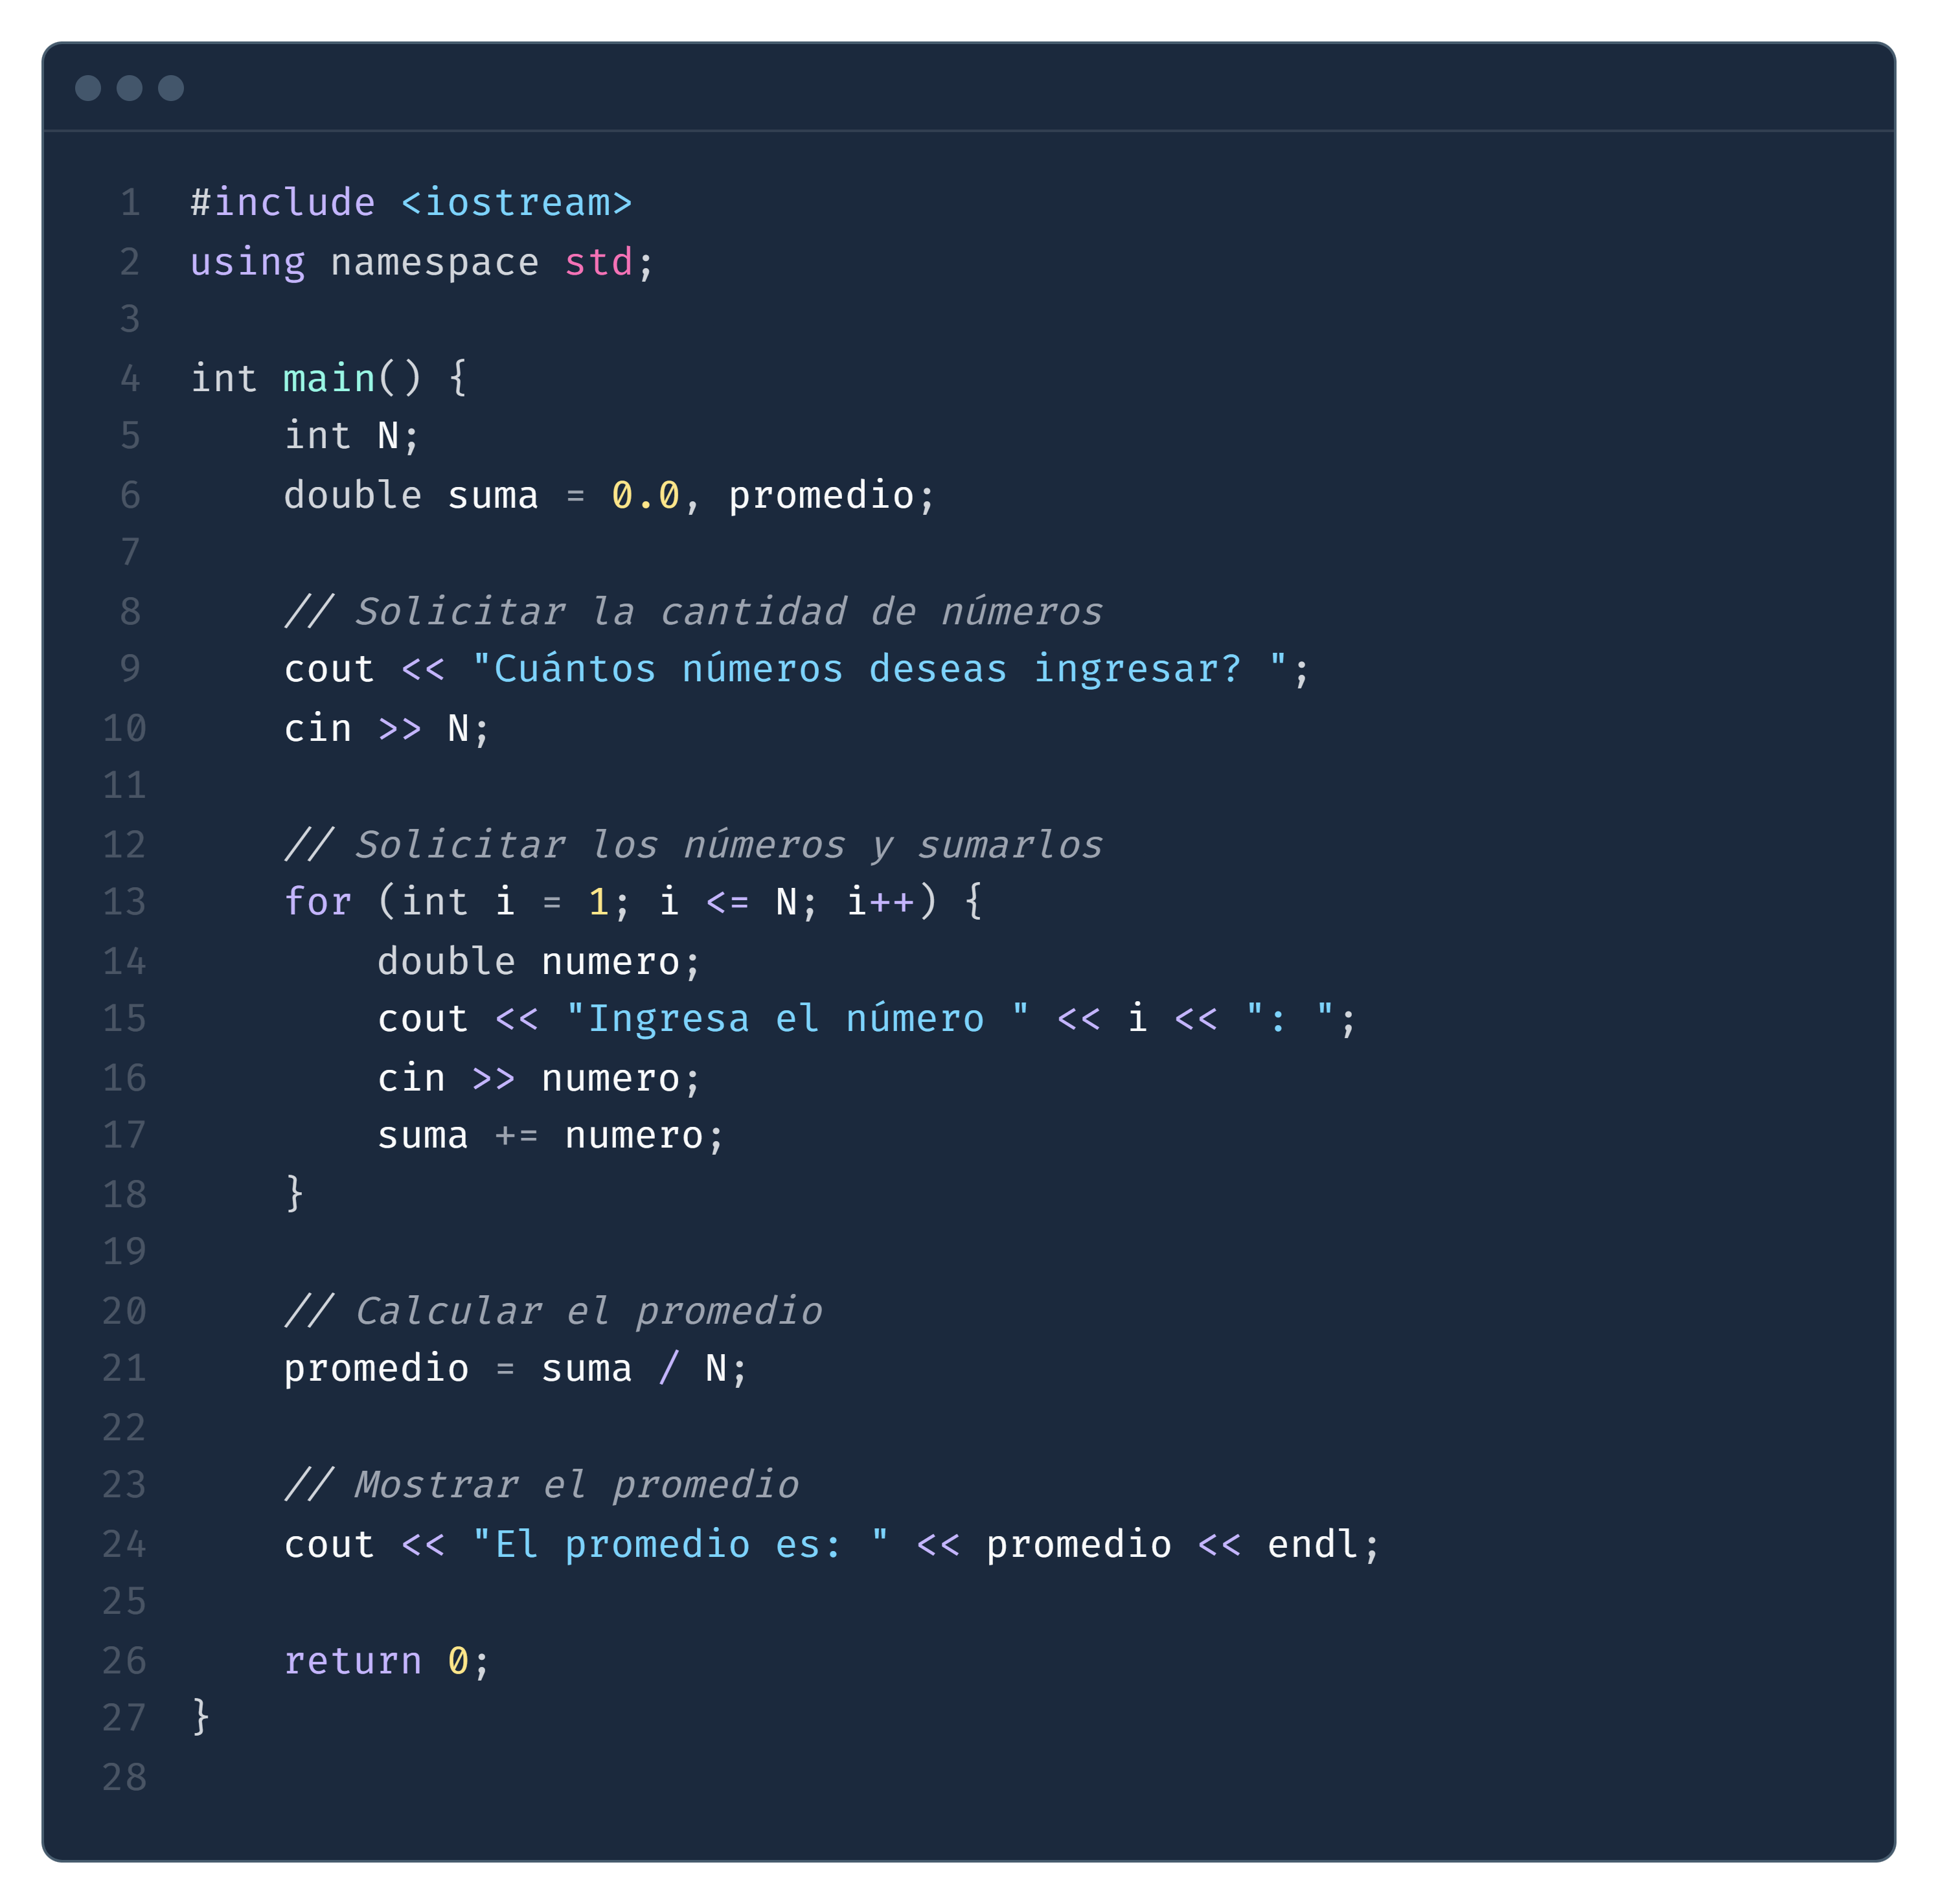 1 #include <iostream>
2 using namespace std;
3
4 int main() {
5     int N;
6     double suma = 0.0, promedio;
7
8     // Solicitar la cantidad de números
9     cout << "Cuántos números deseas ingresar? ";
10     cin >> N;
11
12     // Solicitar los números y sumarlos
13     for (int i = 1; i <= N; i++) {
14         double numero;
15         cout << "Ingresa el número " << i << ": ";
16         cin >> numero;
17         suma += numero;
18     }
19
20     // Calcular el promedio
21     promedio = suma / N;
22
23     // Mostrar el promedio
24     cout << "El promedio es: " << promedio << endl;
25
26     return 0;
27 }
28